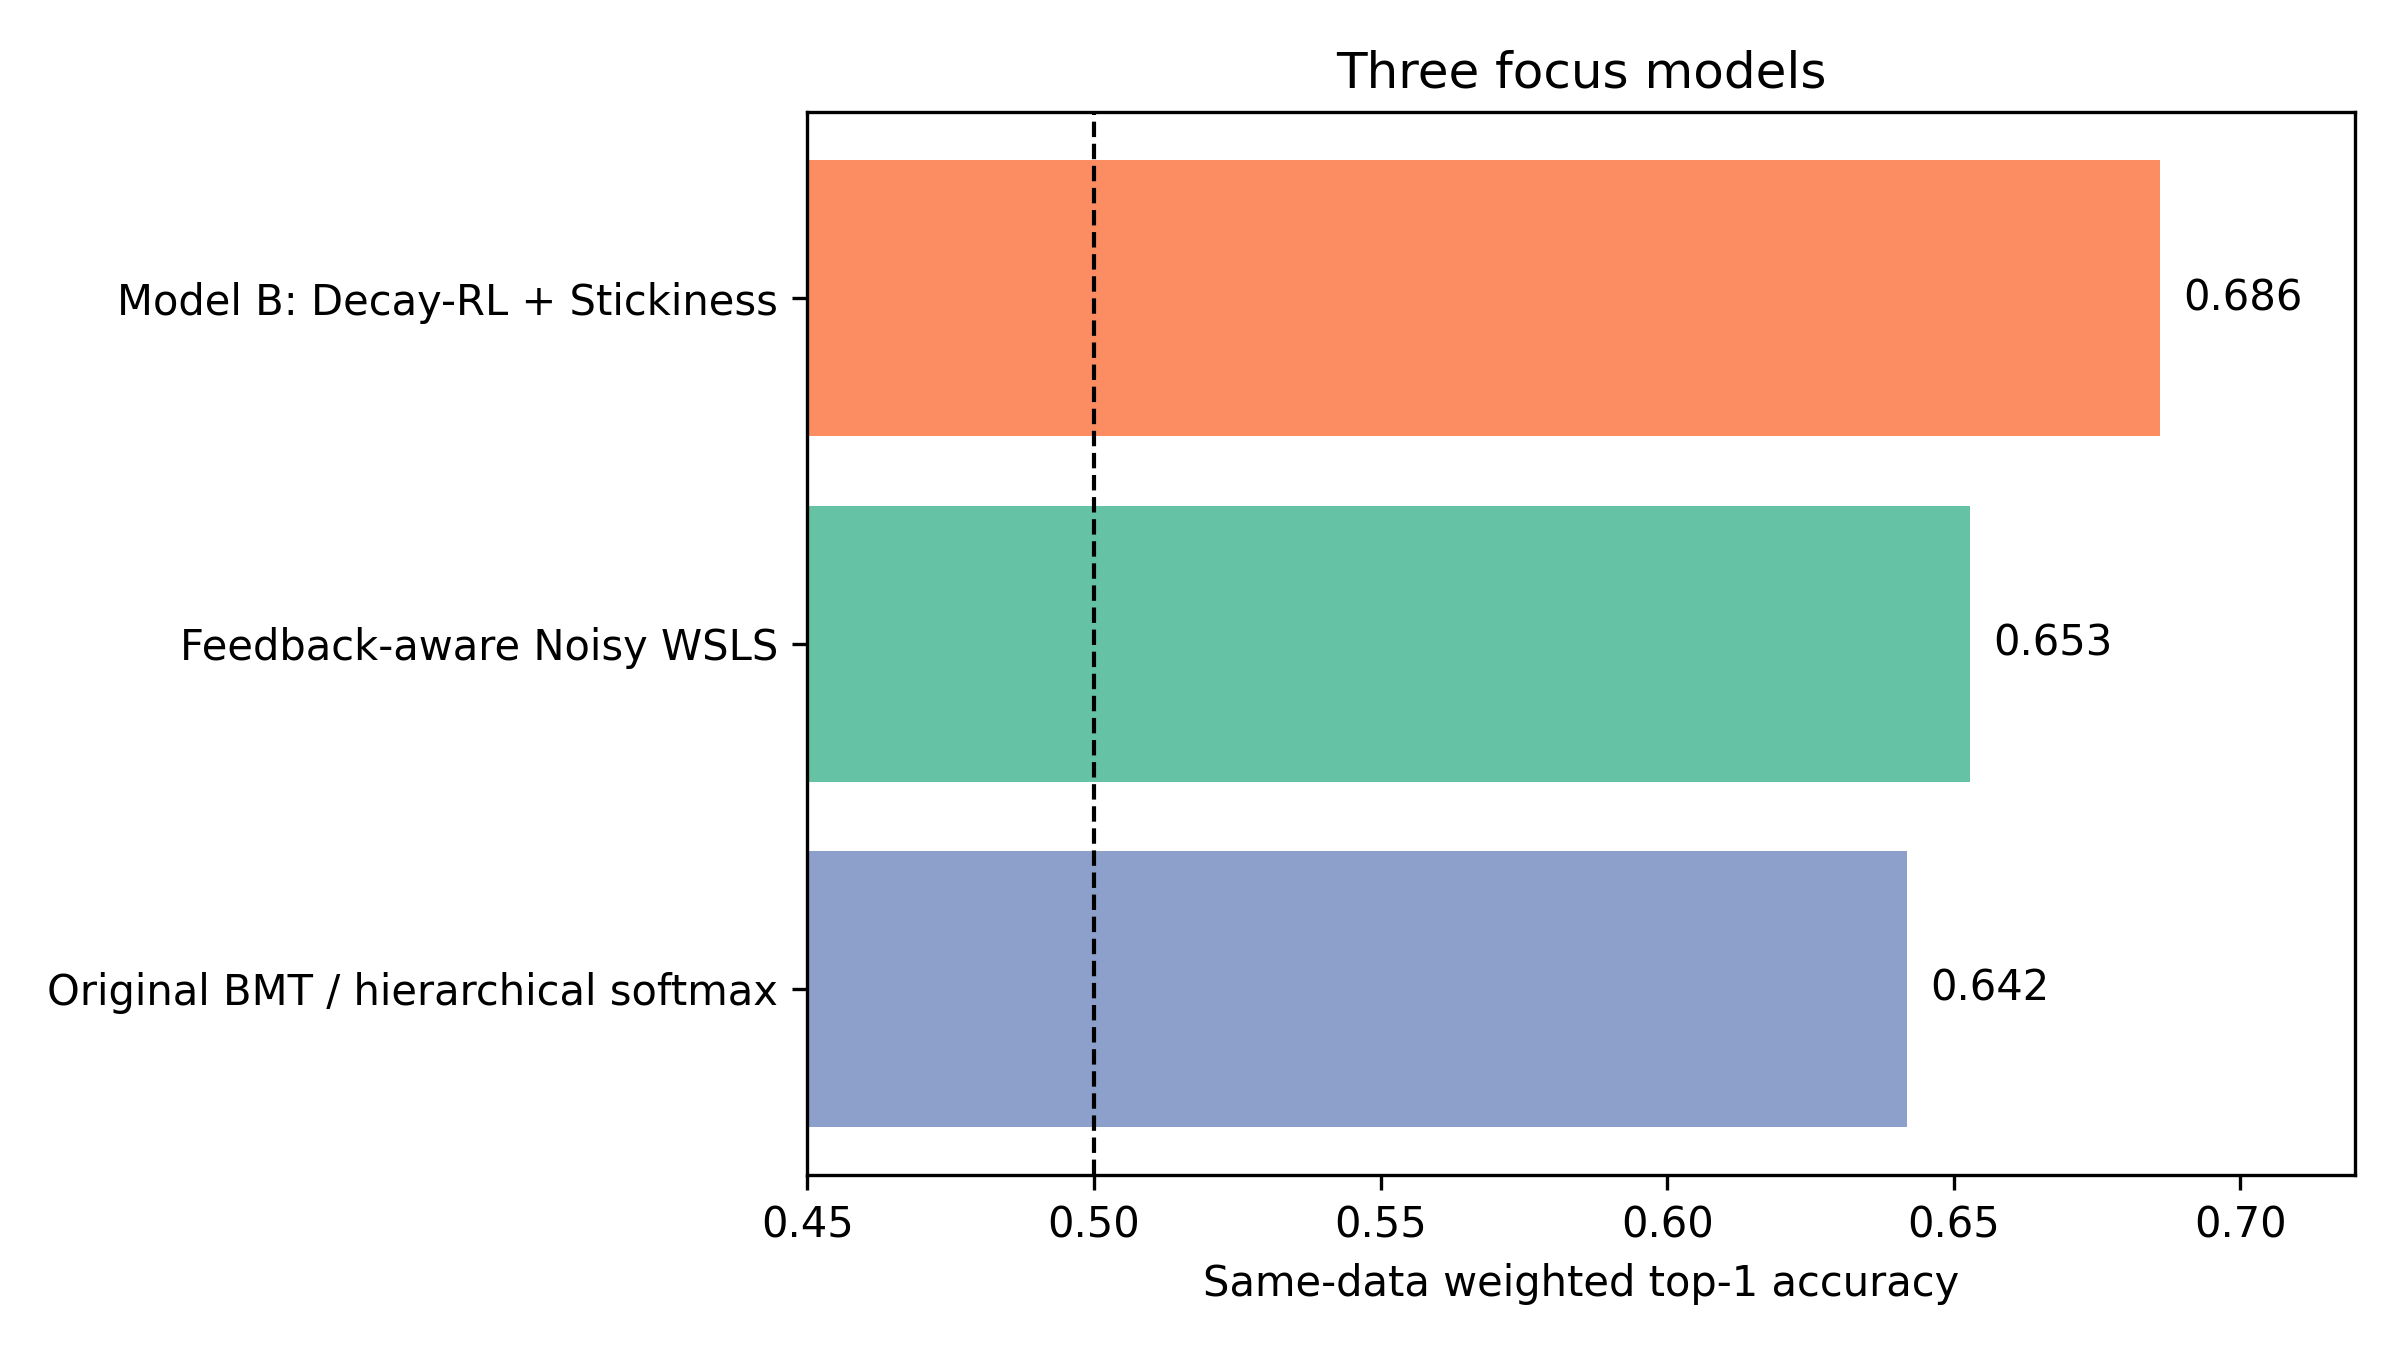 Three focus models
Model B: Decay-RL + Stickiness
0.686
Feedback-aware Noisy WSLS
0.653
Original BMT / hierarchical softmax
0.642
0.45 0.50 0.55 0.60 0.65 0.70
Same-data weighted top-1 accuracy